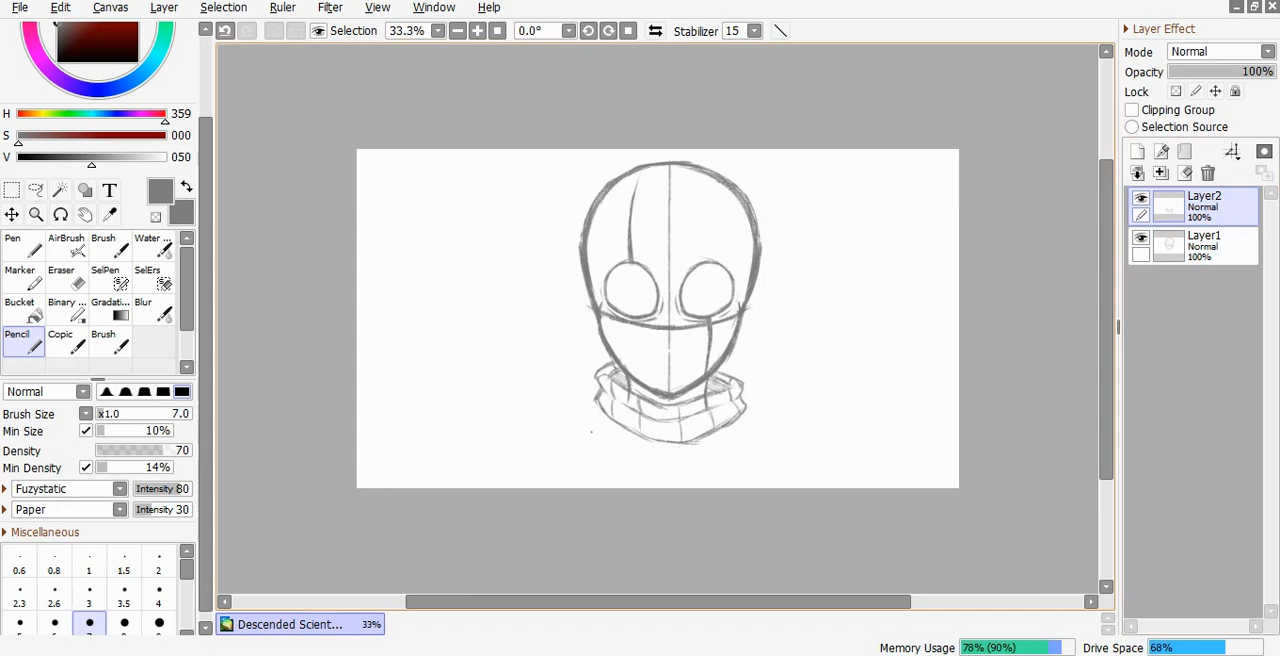 File Edit Canvas Layer Selection Ruler Filter View Window Help
Selection 33.3% 0.0° Stabilizer 15
Layer Effect
Mode Normal
Opacity 100%
Lock
Clipping Group
Selection Source
H 359
S 000
V 050
T
Layer2
Normal
100%
Layer1
Normal
100%
Pen AirBrush Brush Water ...
Marker Eraser SelPen SelErs
Bucket Binary ... Gradati... Blur
Pencil Copic Brush
Normal
Brush Size x1.0 7.0
Min Size 10%
Density 70
Min Density 14%
Fuzystatic Intensity 80
Paper Intensity 30
Miscellaneous
0.6 0.8 1 1.5 2
2.3 2.6 3 3.5 4
Descended Scient... 33%
Memory Usage 78% (90%) Drive Space 68%